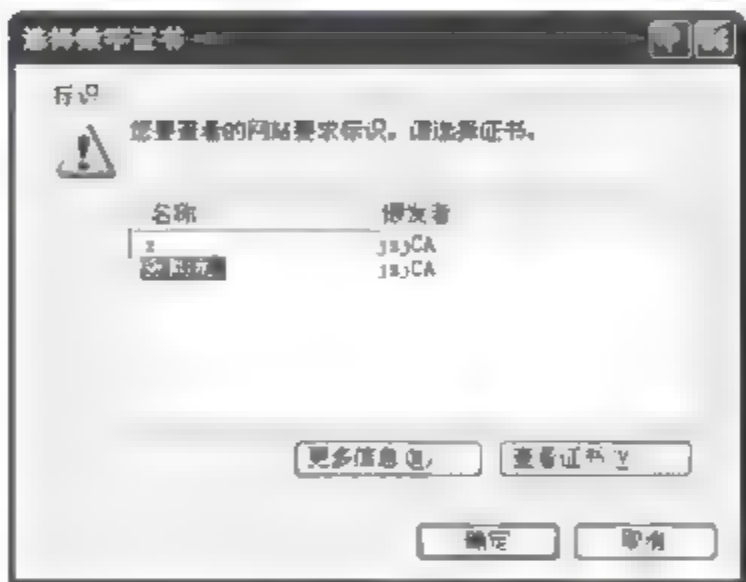 选择数字证书
标识
您要查看的网站要求标识。请选择证书。
名称 颁发者
jsjCA
jsjCA
更多信息(M)... 查看证书(V)...
确定 取消